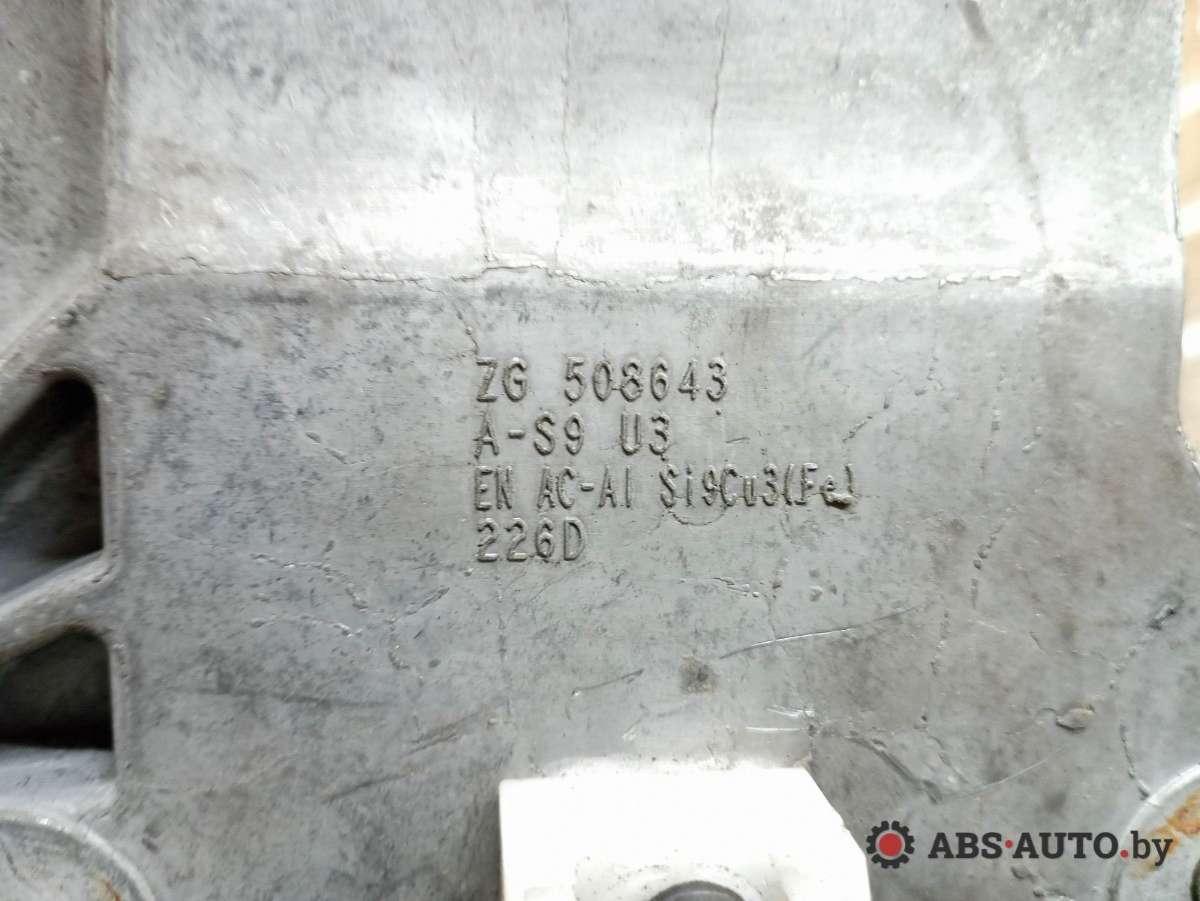 ZG 508643
A-S9 U3
EN AC-Al Si9Cu3(Fe)
226D
ABS-AUTO.by